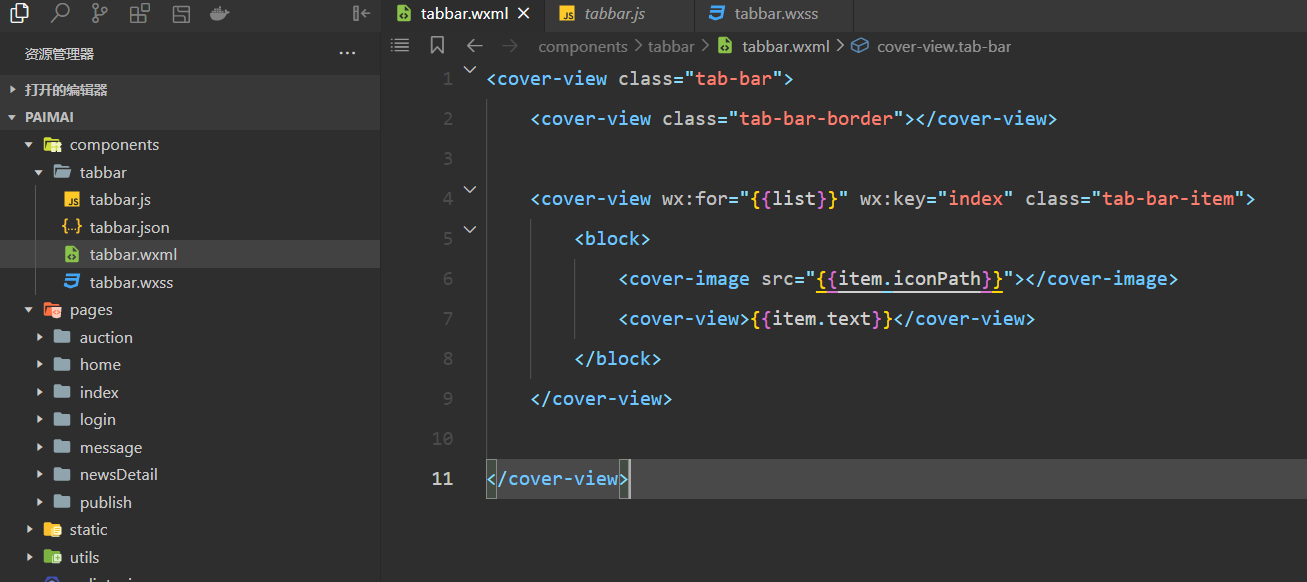 tabbar.wxml
JS tabbar.js
tabbar.wxss
资源管理器
components tabbar tabbar.wxml cover-view.tab-bar
打开的编辑器
PAIMAI
components
tabbar
JS tabbar.js
{..} tabbar.json
tabbar.wxml
tabbar.wxss
pages
auction
home
index
login
message
newsDetail
publish
static
utils
1 <cover-view class="tab-bar">
2 <cover-view class="tab-bar-border"></cover-view>
3
4 <cover-view wx:for="{{list}}" wx:key="index" class="tab-bar-item">
5 <block>
6 <cover-image src="{{item.iconPath}}"></cover-image>
7 <cover-view>{{item.text}}</cover-view>
8 </block>
9 </cover-view>
10
11 </cover-view>